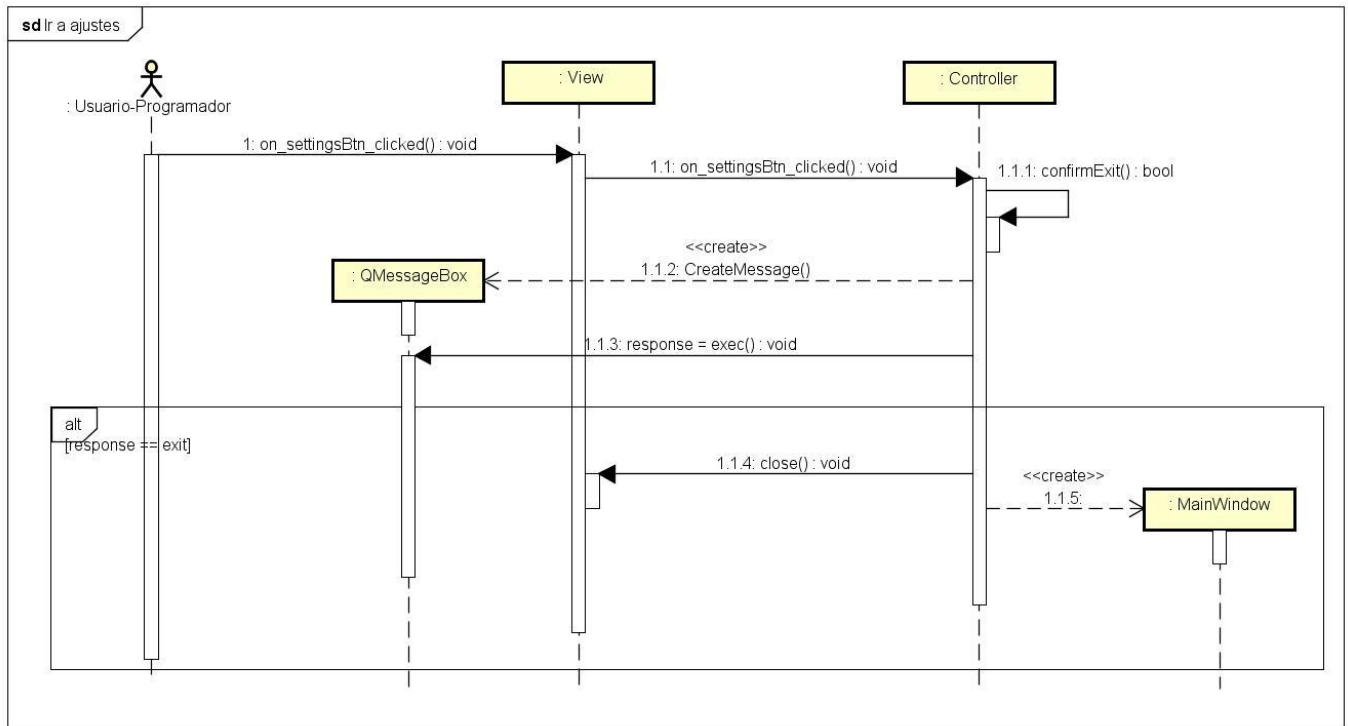 sd Ir a ajustes
: Usuario-Programador
: View
: Controller
1: on_settingsBtn_clicked() : void
1.1: on_settingsBtn_clicked() : void
1.1.1: confirmExit() : bool
<<create>>
1.1.2: CreateMessage()
: QMessageBox
1.1.3: response = exec() : void
alt
[response == exit]
1.1.4: close() : void
<<create>>
1.1.5:
: MainWindow